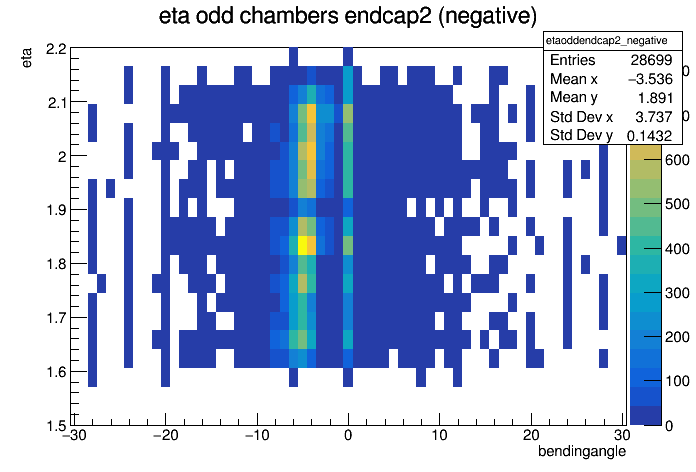 eta odd chambers endcap2 (negative)
eta
etaoddendcap2_negative
Entries 28699
Mean x −3.536
Mean y 1.891
Std Dev x 3.737
Std Dev y 0.1432
2.2
2.1
2
1.9
1.8
1.7
1.6
1.5
−30 −20 −10 0 10 20 30
bendingangle
600
500
400
300
200
100
0